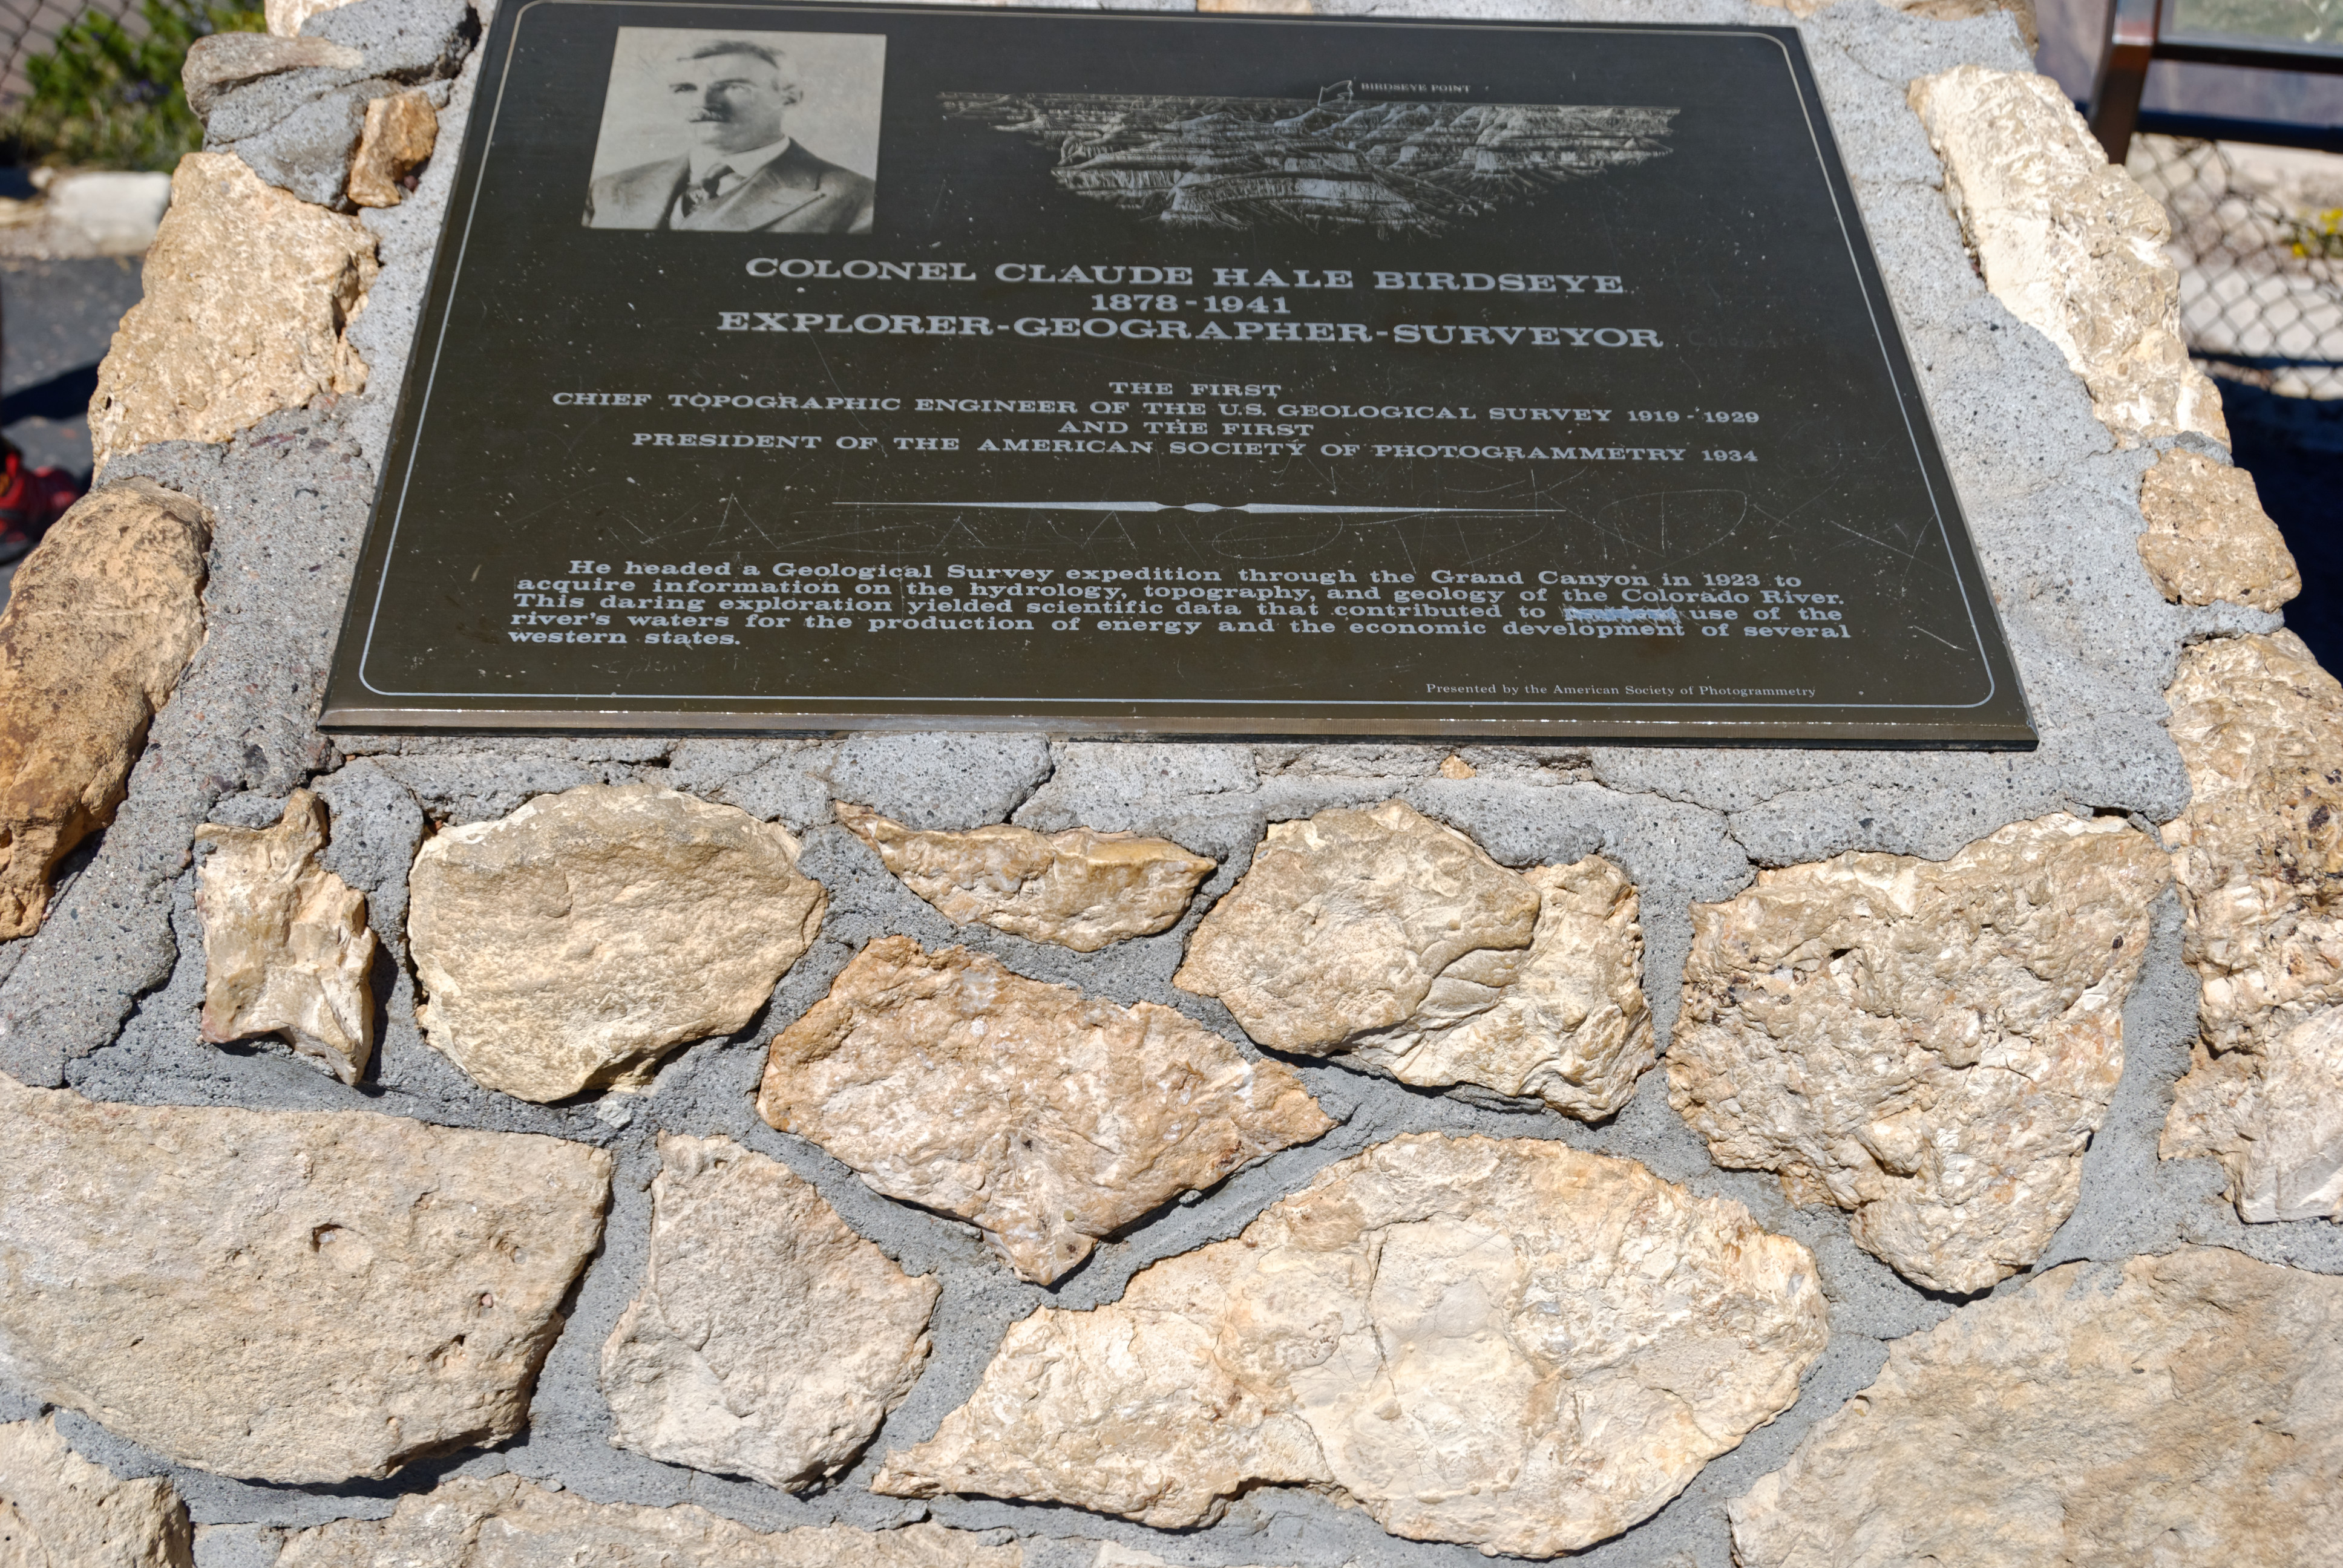 BIRDSEYE POINT
COLONEL CLAUDE HALE BIRDSEYE
1878-1941
EXPLORER-GEOGRAPHER-SURVEYOR
THE FIRST
CHIEF TOPOGRAPHIC ENGINEER OF THE U.S. GEOLOGICAL SURVEY 1919-1929
AND THE FIRST
PRESIDENT OF THE AMERICAN SOCIETY OF PHOTOGRAMMETRY 1934
He headed a Geological Survey expedition through the Grand Canyon in 1923 to
acquire information on the hydrology, topography, and geology of the Colorado River.
This daring exploration yielded scientific data that contributed to use of the
river's waters for the production of energy and the economic development of several
western states.
Presented by the American Society of Photogrammetry